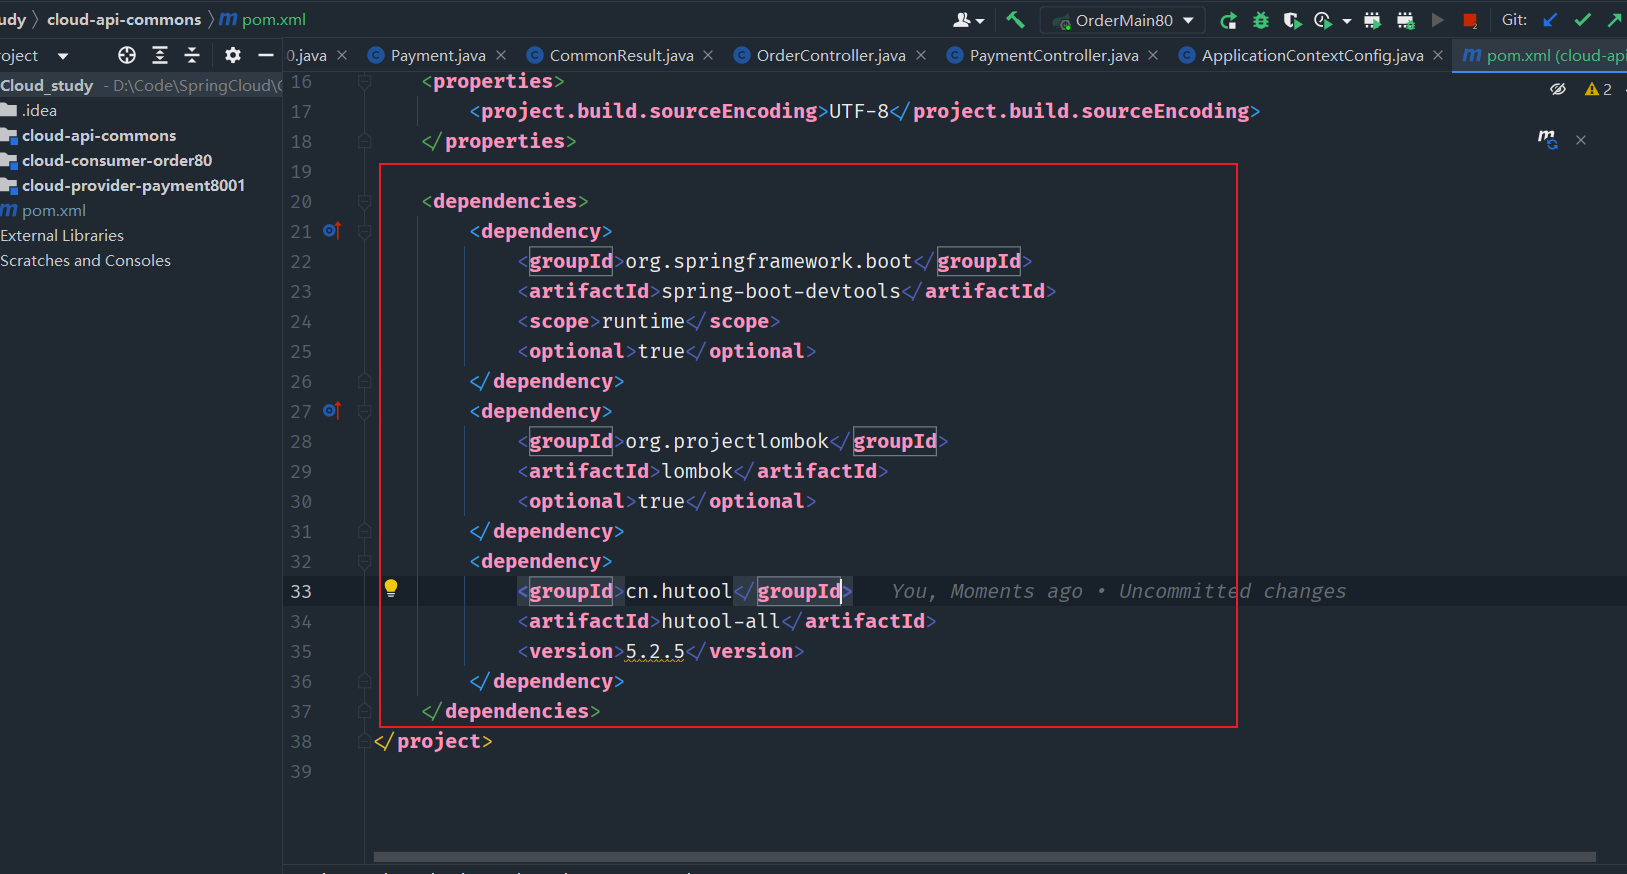 udy 〉 cloud-api-commons 〉 m pom.xml
OrderMain80
Git:
roject
0.java
Payment.java
CommonResult.java
OrderController.java
PaymentController.java
ApplicationContextConfig.java
pom.xml (cloud-api
Cloud_study - D:\Code\SpringCloud\C
.idea
cloud-api-commons
cloud-consumer-order80
cloud-provider-payment8001
m pom.xml
External Libraries
Scratches and Consoles
2
16 <properties>
17 <project.build.sourceEncoding>UTF-8</project.build.sourceEncoding>
18 </properties>
19
20 <dependencies>
21 <dependency>
22 <groupId>org.springframework.boot</groupId>
23 <artifactId>spring-boot-devtools</artifactId>
24 <scope>runtime</scope>
25 <optional>true</optional>
26 </dependency>
27 <dependency>
28 <groupId>org.projectlombok</groupId>
29 <artifactId>lombok</artifactId>
30 <optional>true</optional>
31 </dependency>
32 <dependency>
33 <groupId>cn.hutool</groupId> You, Moments ago • Uncommitted changes
34 <artifactId>hutool-all</artifactId>
35 <version>5.2.5</version>
36 </dependency>
37 </dependencies>
38 </project>
39